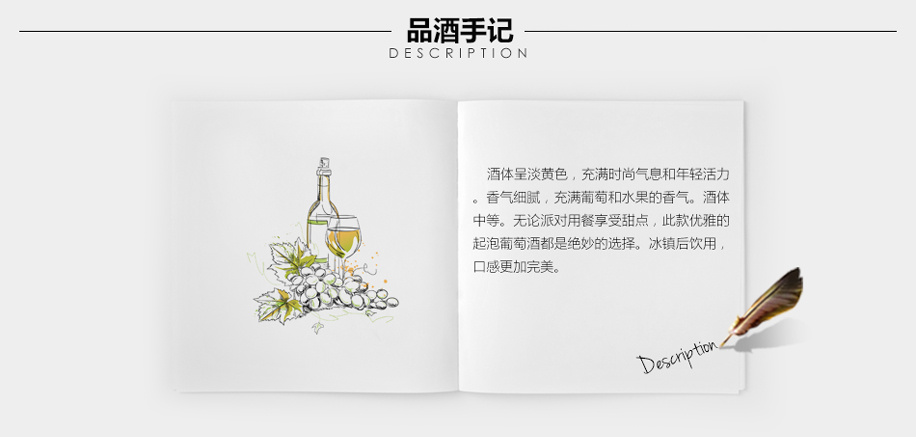 品酒手记
DESCRIPTION
酒体呈淡黄色，充满时尚气息和年轻活力
。香气细腻，充满葡萄和水果的香气。酒体
中等。无论派对用餐享受甜点，此款优雅的
起泡葡萄酒都是绝妙的选择。冰镇后饮用，
口感更加完美。
Description